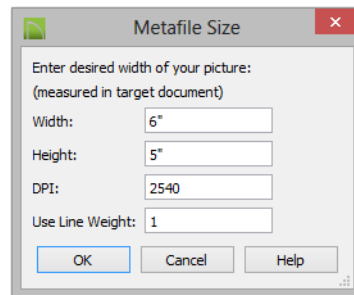 Metafile Size
Enter desired width of your picture:
(measured in target document)
Width: 6"
Height: 5"
DPI: 2540
Use Line Weight: 1
OK Cancel Help